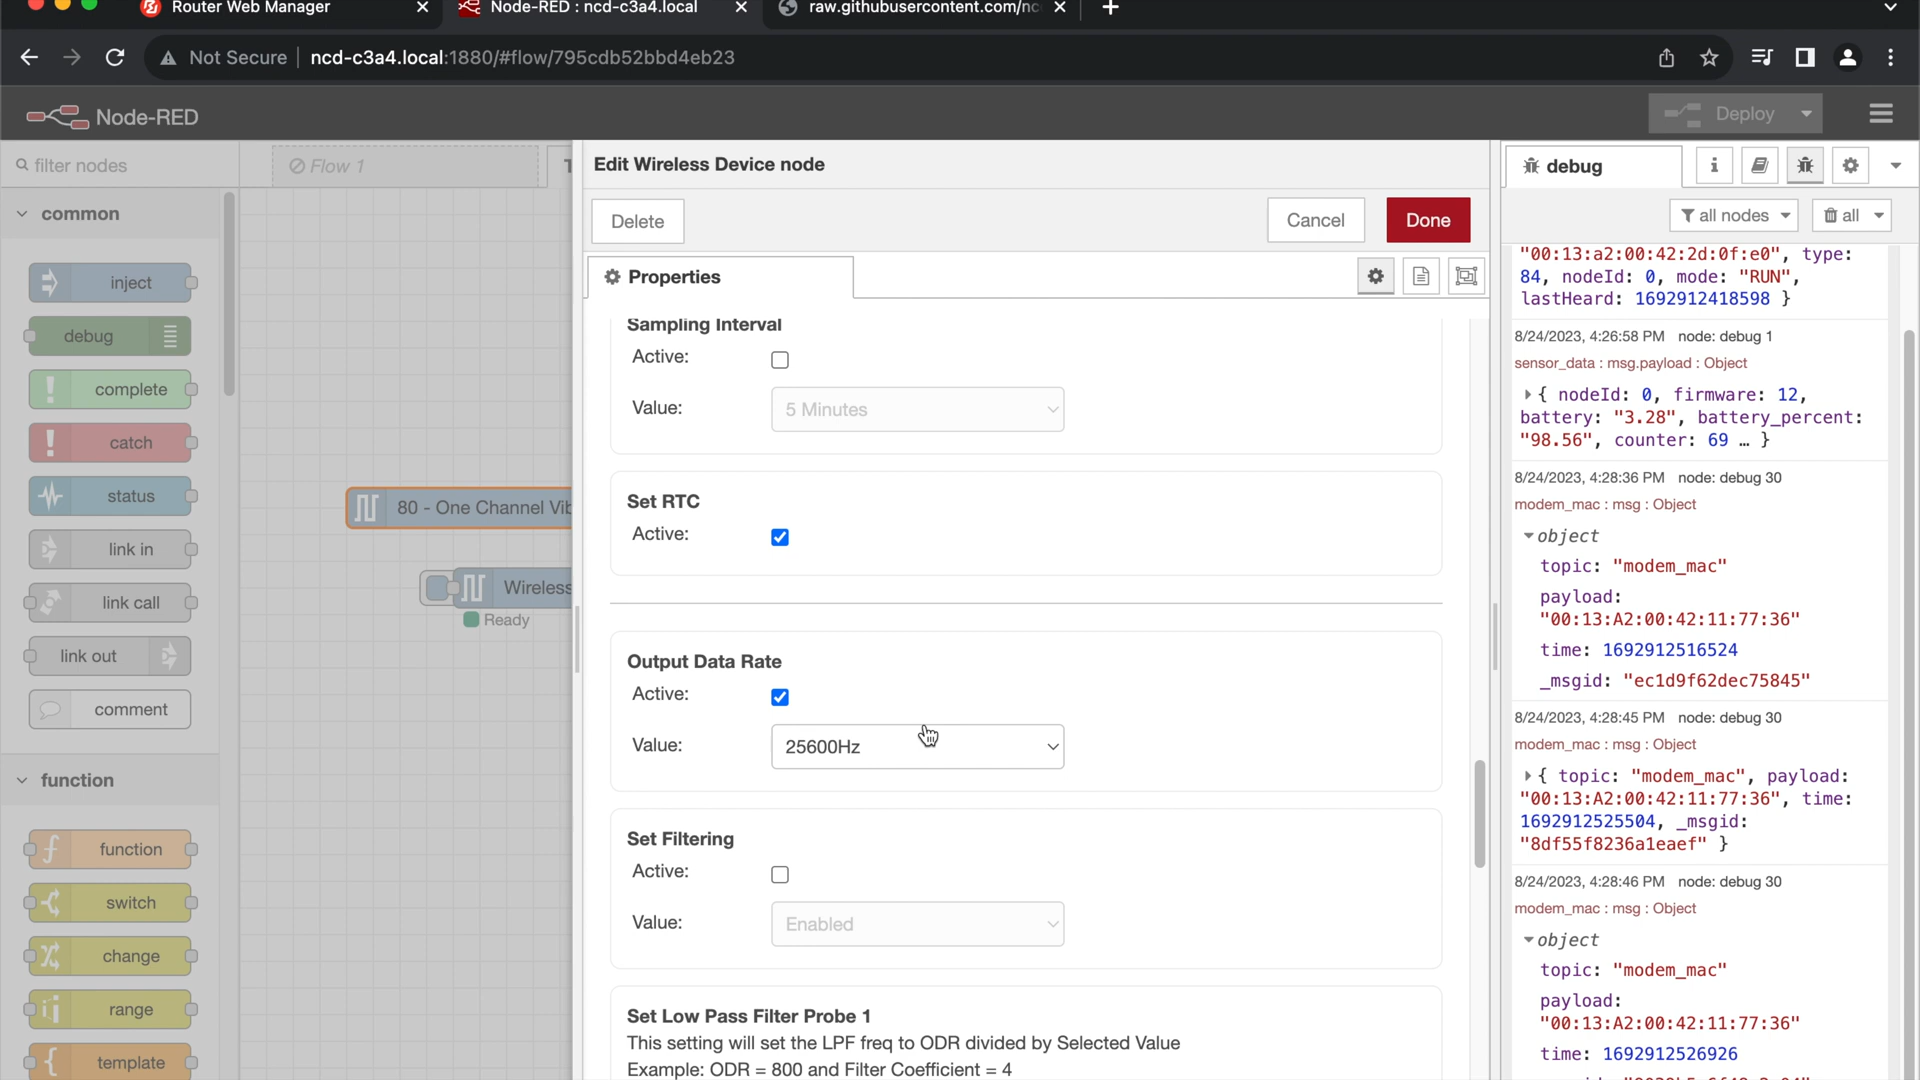 Router Web Manager
Node-RED : ncd-c3a4.local
raw.githubusercontent.com/nc
Not Secure
ncd-c3a4.local:1880/#flow/795cdb52bbd4eb23
Node-RED
Deploy
filter nodes
common
inject
debug
complete
catch
status
link in
link call
link out
comment
function
function
switch
change
range
template
Flow 1
80 - One Channel Vib
Wireless
Ready
Edit Wireless Device node
Delete
Cancel
Done
Properties
Sampling Interval
Active:
Value:
5 Minutes
Set RTC
Active:
Output Data Rate
Active:
Value:
25600Hz
Set Filtering
Active:
Value:
Enabled
Set Low Pass Filter Probe 1
This setting will set the LPF freq to ODR divided by Selected Value
Example: ODR = 800 and Filter Coefficient = 4
debug
all nodes
all
"00:13:a2:00:42:2d:0f:e0", type:
84, nodeId: 0, mode: "RUN",
lastHeard: 1692912418598 }
8/24/2023, 4:26:58 PM node: debug 1
sensor_data : msg.payload : Object
{ nodeId: 0, firmware: 12,
battery: "3.28", battery_percent:
"98.56", counter: 69 … }
8/24/2023, 4:28:36 PM node: debug 30
modem_mac : msg : Object
object
topic: "modem_mac"
payload:
"00:13:A2:00:42:11:77:36"
time: 1692912516524
_msgid: "ec1d9f62dec75845"
8/24/2023, 4:28:45 PM node: debug 30
modem_mac : msg : Object
{ topic: "modem_mac", payload:
"00:13:A2:00:42:11:77:36", time:
1692912525504, _msgid:
"8df55f8236a1eaef" }
8/24/2023, 4:28:46 PM node: debug 30
modem_mac : msg : Object
object
topic: "modem_mac"
payload:
"00:13:A2:00:42:11:77:36"
time: 1692912526926